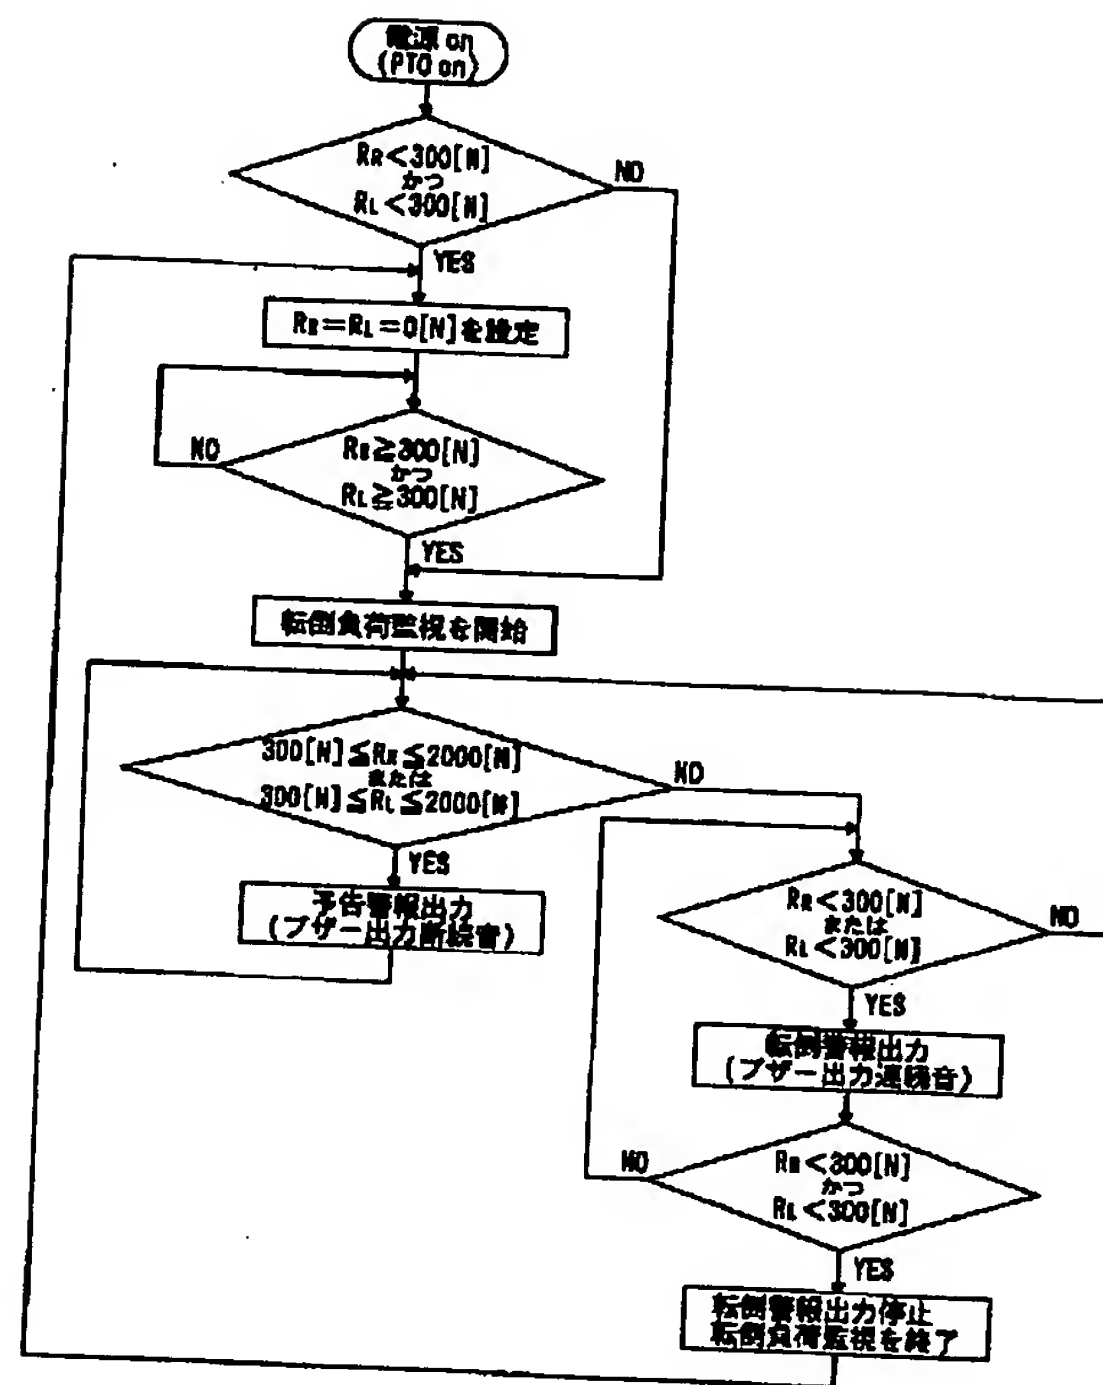 電源 on
(PTO on)
RR<300[N]
かつ
RL<300[N]
NO
YES
RR=RL=0[N]を設定
NO
RR≧300[N]
かつ
RL≧300[N]
YES
転倒負荷監視を開始
300[N]≦RR≦2000[N]
または
300[N]≦RL≦2000[N]
NO
YES
予告警報出力
(ブザー出力断続音)
RR<300[N]
または
RL<300[N]
NO
YES
転倒警報出力
(ブザー出力連続音)
NO
RR<300[N]
かつ
RL<300[N]
YES
転倒警報出力停止
転倒負荷監視を終了